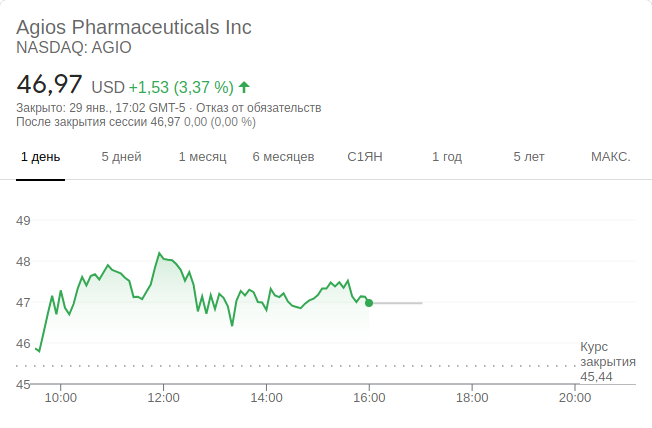 Agios Pharmaceuticals Inc
NASDAQ: AGIO
46,97 USD +1,53 (3,37 %)
Закрыто: 29 янв., 17:02 GMT-5 · Отказ от обязательств
После закрытия сессии 46,97 0,00 (0,00 %)
1 день 5 дней 1 месяц 6 месяцев С1ЯН 1 год 5 лет МАКС.
49
48
47
46
Курс
закрытия
45,44
45
10:00 12:00 14:00 16:00 18:00 20:00